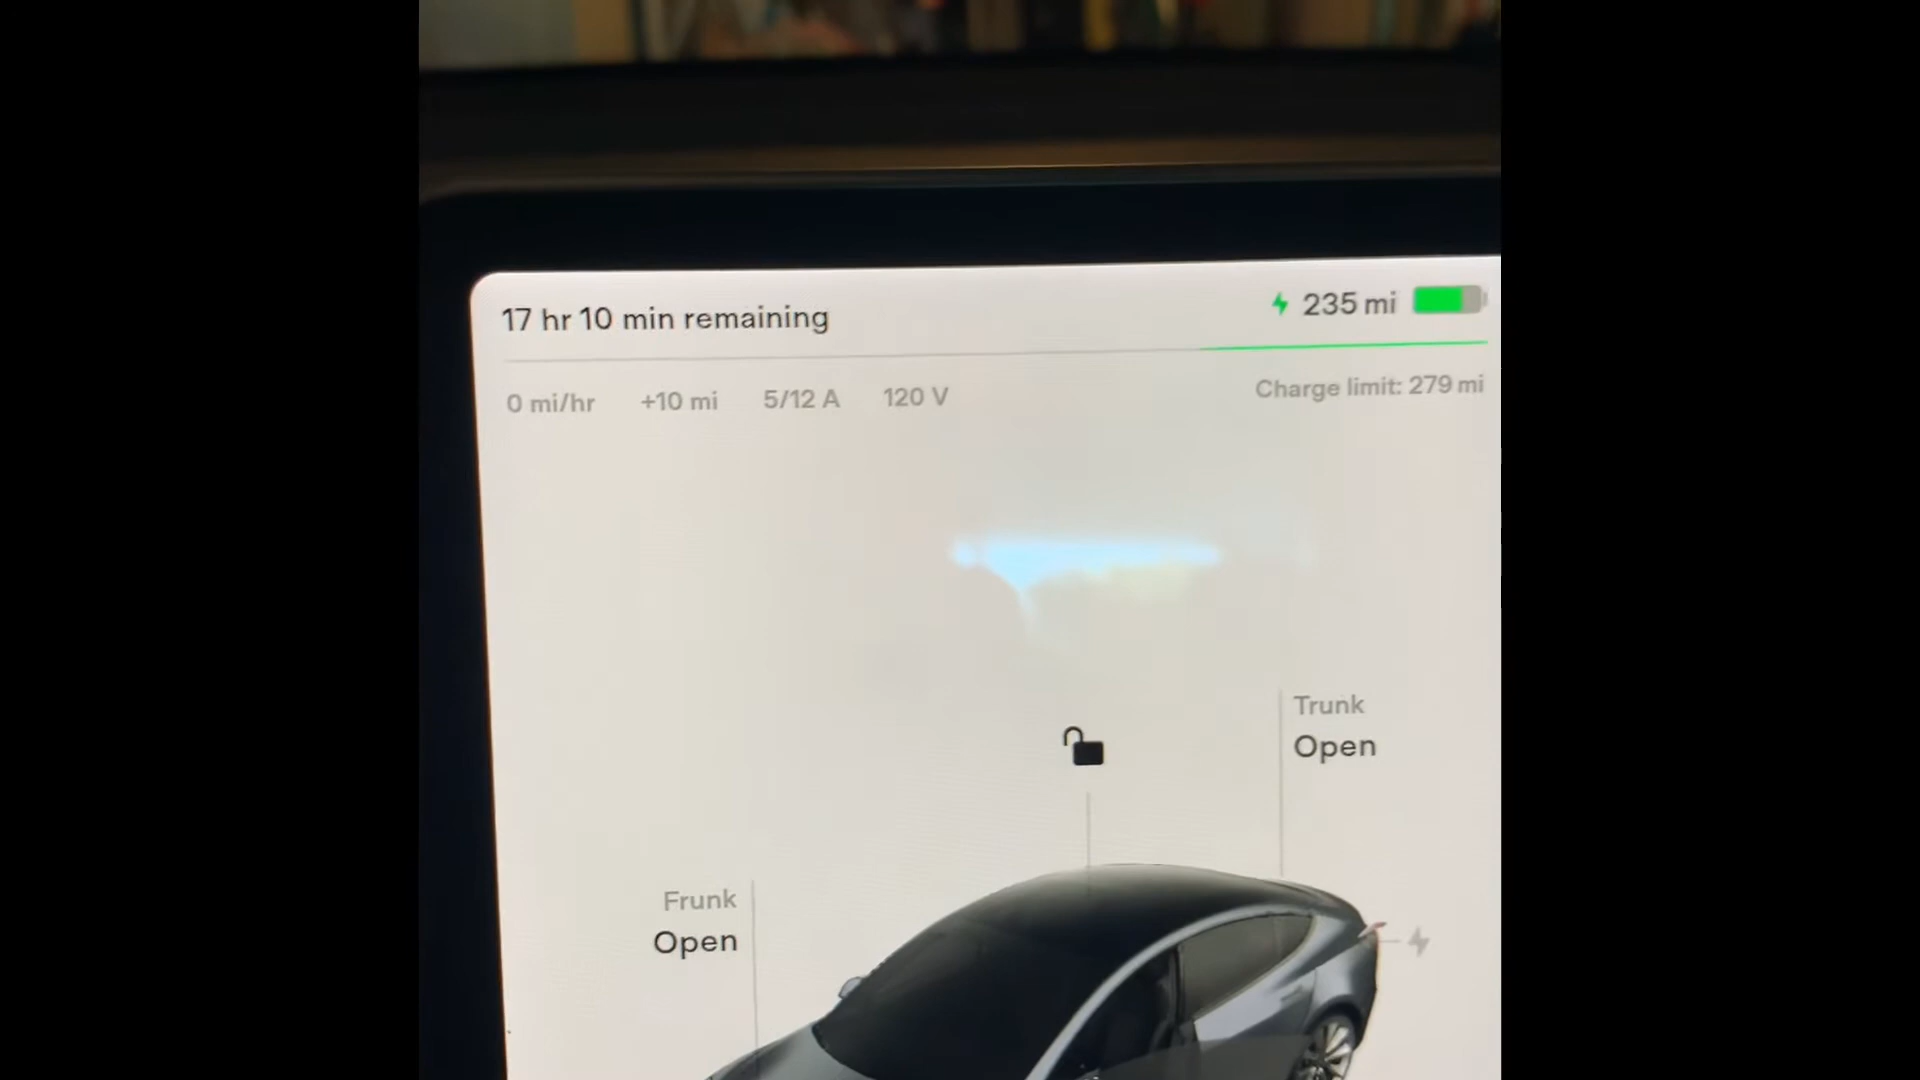 17 hr 10 min remaining
235 mi
0 mi/hr +10 mi 5/12 A 120 V
Charge limit: 279 mi
Trunk
Open
Frunk
Open